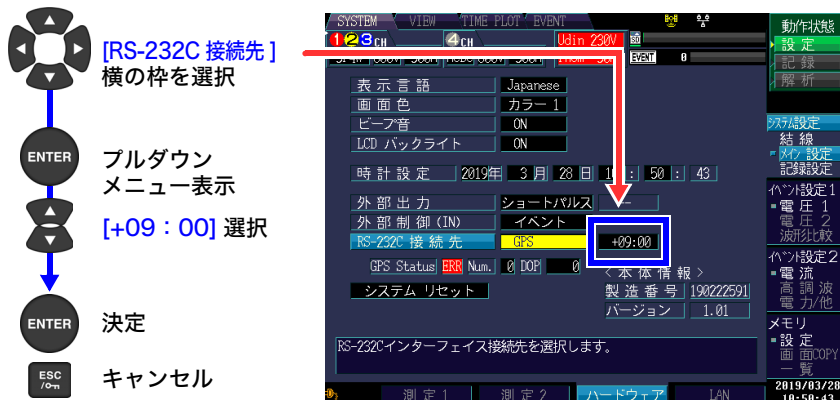 [RS-232C 接続先 ]
横の枠を選択
ENTER
プルダウン
メニュー表示
[+09：00] 選択
ENTER
決定
ESC
キャンセル
SYSTEM VIEW TIME PLOT EVENT
123CH 4CH Udin 230V SD
EVENT 0
表示言語 Japanese
画面色 カラー 1
ビープ音 ON
LCD バックライト ON
時計設定 2019年 3月 28日 : 50 : 43
外部出力 ショートパルス
外部制御(IN) イベント
RS-232C 接続先 GPS +09:00
GPS Status ERR Num. 0 DOP 0
<本体情報>
システム リセット
製造番号 190222591
バージョン 1.01
RS-232Cインターフェイス接続先を選択します。
測定1 測定2 ハードウェア LAN
動作状態
設定
記録
解析
システム設定
結線
メイン設定
記録設定
イベント設定1
電圧1
電圧2
波形比較
イベント設定2
電流
高調波
電力/他
メモリ
設定
画面COPY
一覧
2019/03/28
10:50:43